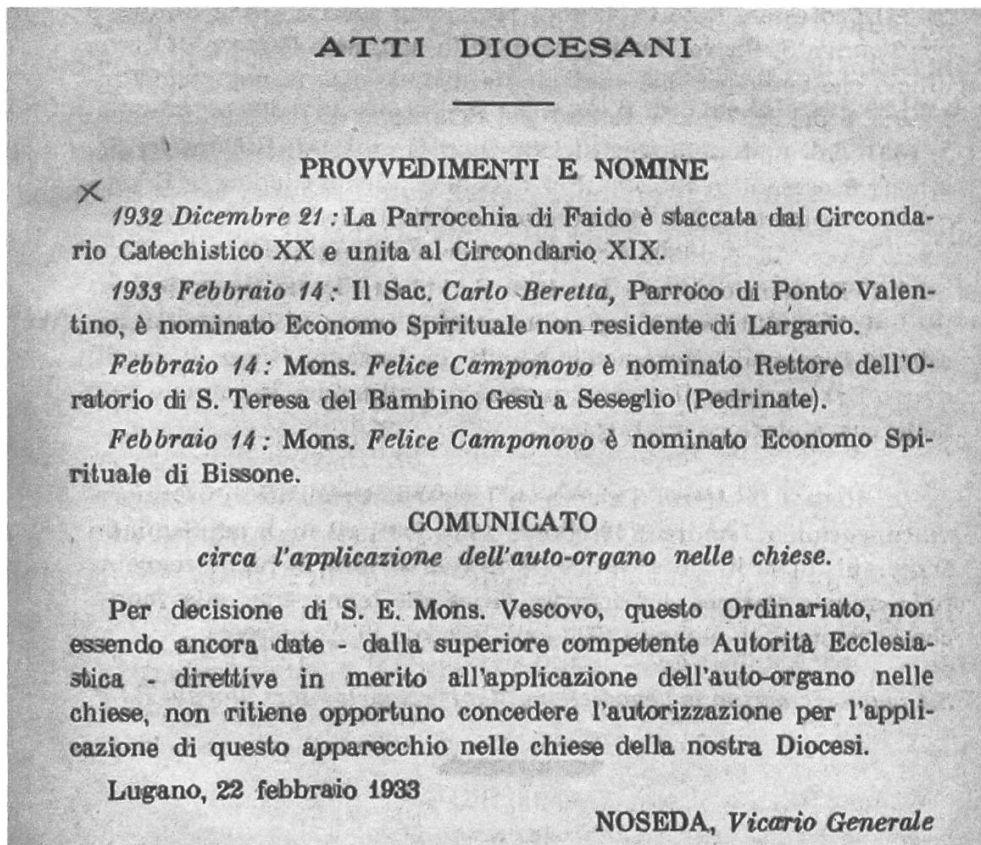 ATTI DIOCESANI
PROVVEDIMENTI E NOMINE
1932 Dicembre 21: La Parrocchia di Faido è staccata dal Circonda-
rio Catechistico XX e unita al Circondario XIX.
1933 Febbraio 14: Il Sac. Carlo Beretta, Parroco di Ponto Valen-
tino, è nominato Economo Spirituale non residente di Largario.
Febbraio 14: Mons. Felice Camponovo è nominato Rettore dell'O-
ratorio di S. Teresa del Bambino Gesù a Seseglio (Pedrinate).
Febbraio 14: Mons. Felice Camponovo è nominato Economo Spi-
rituale di Bissone.
COMUNICATO
circa l'applicazione dell'auto-organo nelle chiese.
Per decisione di S. E. Mons. Vescovo, questo Ordinariato, non
essendo ancora date - dalla superiore competente Autorità Ecclesia-
stica - direttive in merito all'applicazione dell'auto-organo nelle
chiese, non ritiene opportuno concedere l'autorizzazione per l'appli-
cazione di questo apparecchio nelle chiese della nostra Diocesi.
Lugano, 22 febbraio 1933
NOSEDA, Vicario Generale